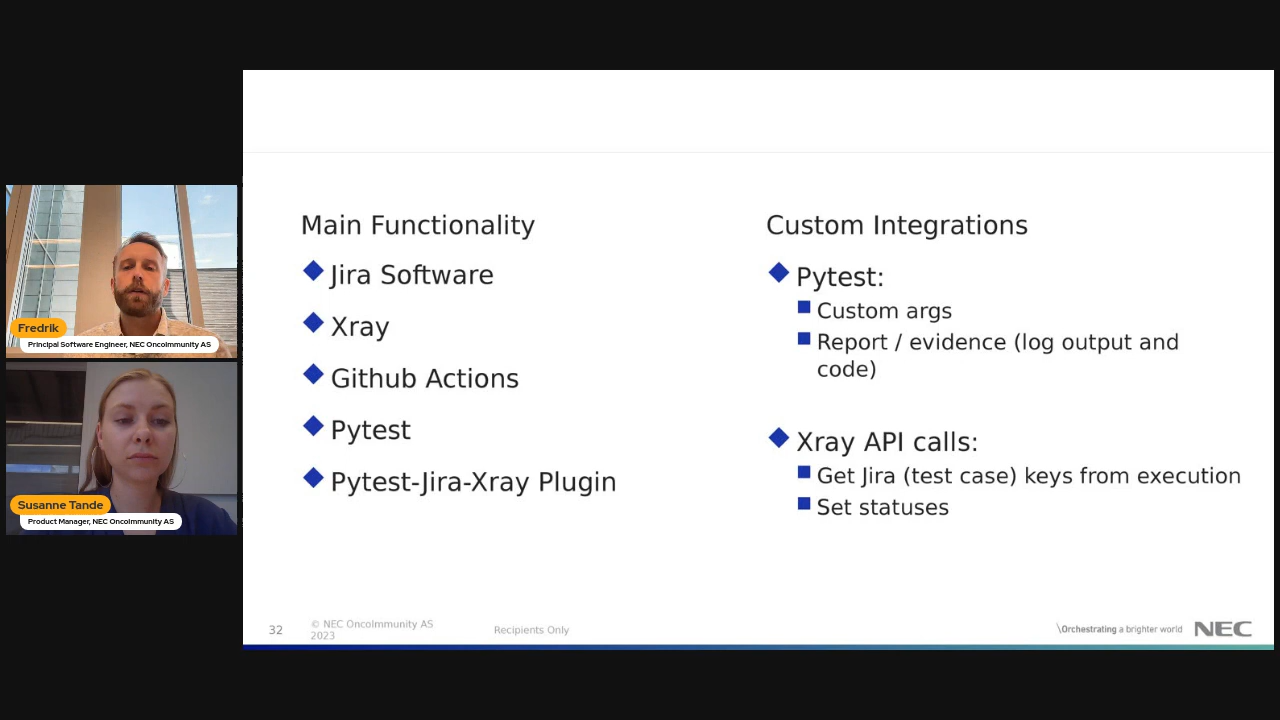 Fredrik
Principal Software Engineer, NEC OncoImmunity AS
Susanne Tande
Product Manager, NEC OncoImmunity AS
Main Functionality
Jira Software
Xray
Github Actions
Pytest
Pytest-Jira-Xray Plugin
Custom Integrations
Pytest:
Custom args
Report / evidence (log output and
code)
Xray API calls:
Get Jira (test case) keys from execution
Set statuses
32
© NEC OncoImmunity AS
2023
Recipients Only
\Orchestrating a brighter world
NEC